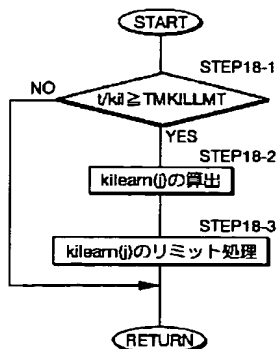 START
STEP18-1
NO
t/kil≧TMKILLMT
YES
STEP18-2
kilearn(j)の算出
STEP18-3
kilearn(j)のリミット処理
RETURN